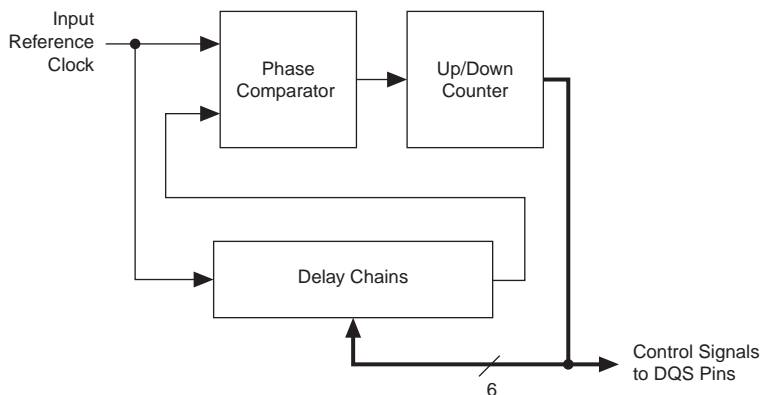 Input
Reference
Clock
Phase
Comparator
Up/Down
Counter
Delay Chains
6
Control Signals
to DQS Pins